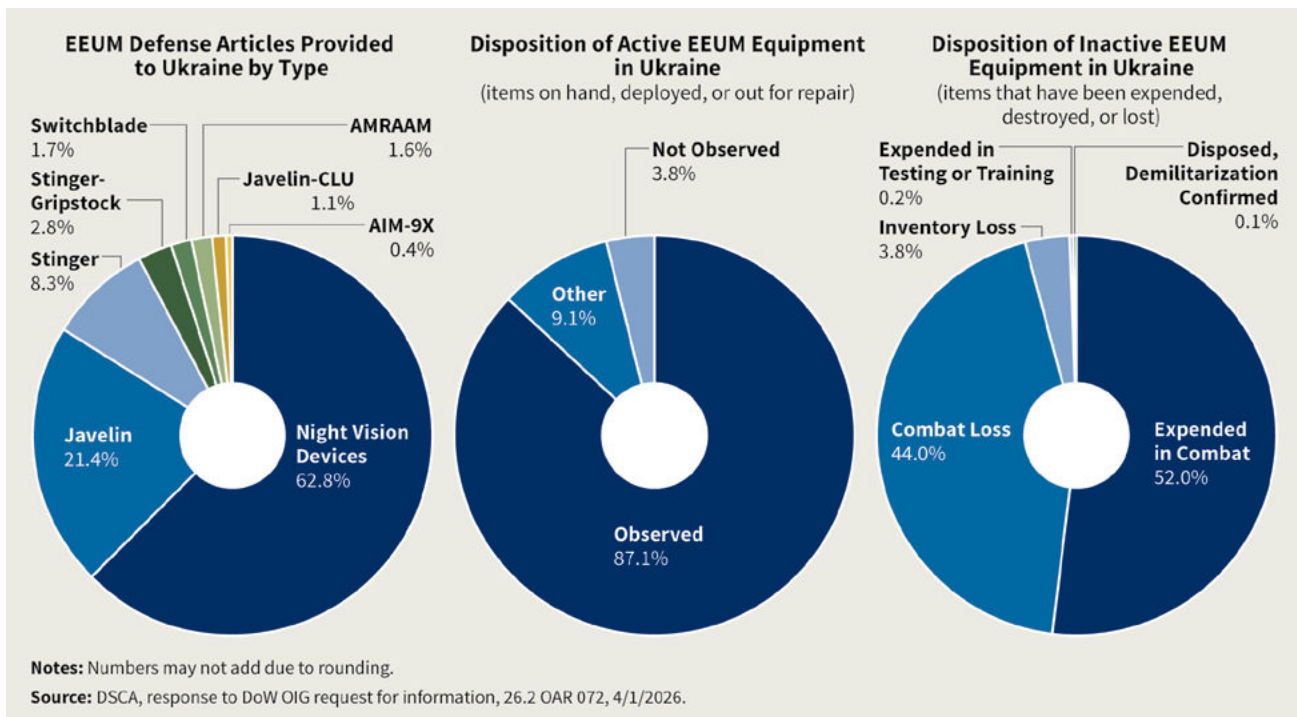 EEUM Defense Articles Provided
to Ukraine by Type
Switchblade
1.7%
AMRAAM
1.6%
Stinger-
Gripstock
2.8%
Javelin-CLU
1.1%
Stinger
8.3%
AIM-9X
0.4%
Javelin
21.4%
Night Vision
Devices
62.8%
Disposition of Active EEUM Equipment
in Ukraine
(items on hand, deployed, or out for repair)
Not Observed
3.8%
Other
9.1%
Observed
87.1%
Disposition of Inactive EEUM
Equipment in Ukraine
(items that have been expended,
destroyed, or lost)
Expended in
Testing or Training
0.2%
Disposed,
Demilitarization
Confirmed
0.1%
Inventory Loss
3.8%
Combat Loss
44.0%
Expended
in Combat
52.0%
Notes: Numbers may not add due to rounding.
Source: DSCA, response to DoW OIG request for information, 26.2 OAR 072, 4/1/2026.